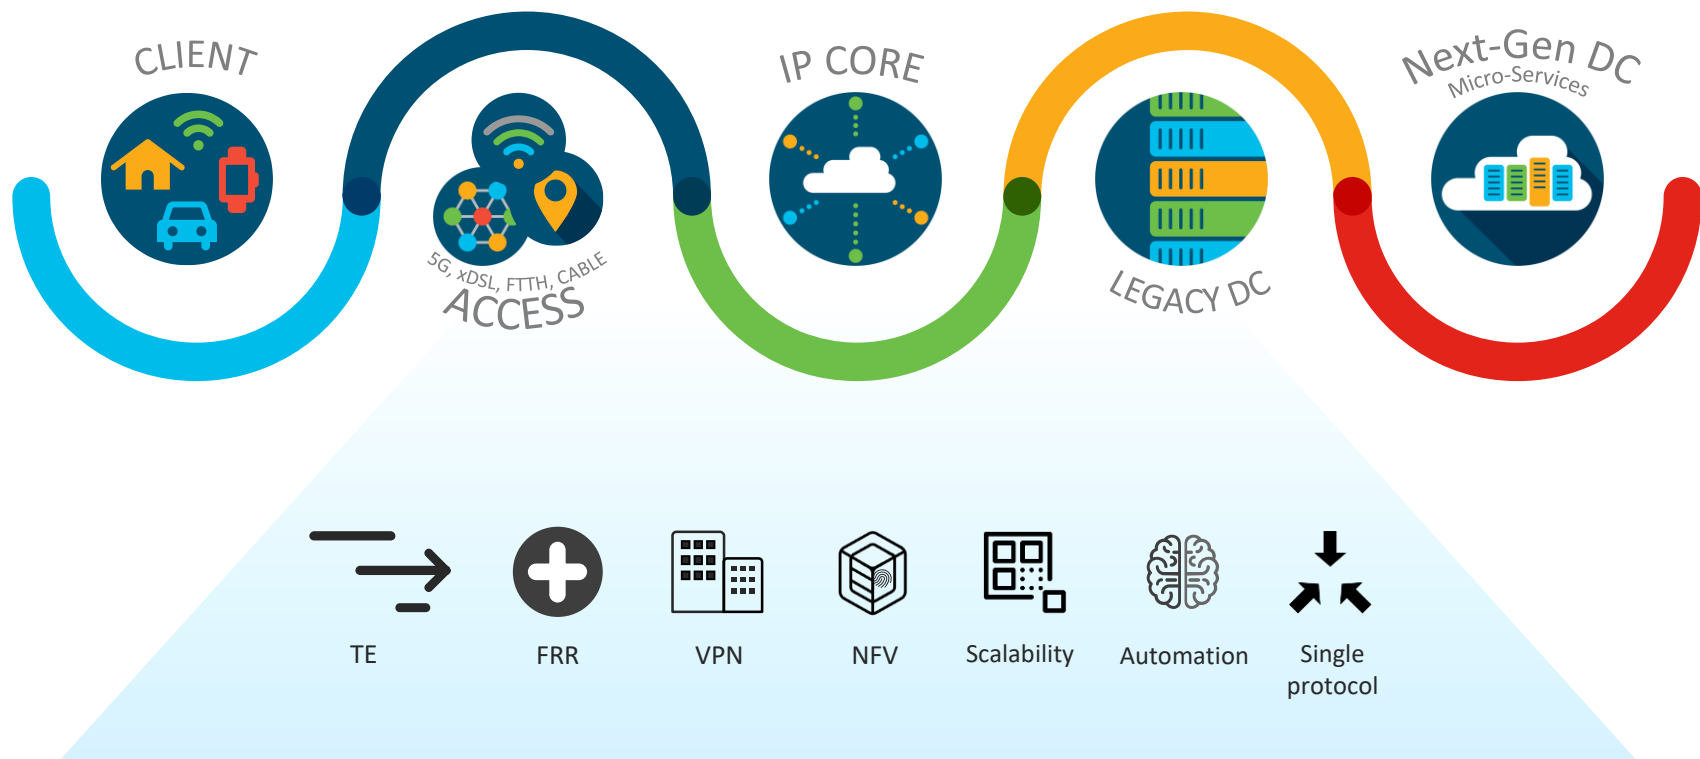 CLIENT
5G, xDSL, FTTH, CABLE
ACCESS
IP CORE
LEGACY DC
Next-Gen DC
Micro-Services
TE
FRR
VPN
NFV
Scalability
Automation
Single
protocol